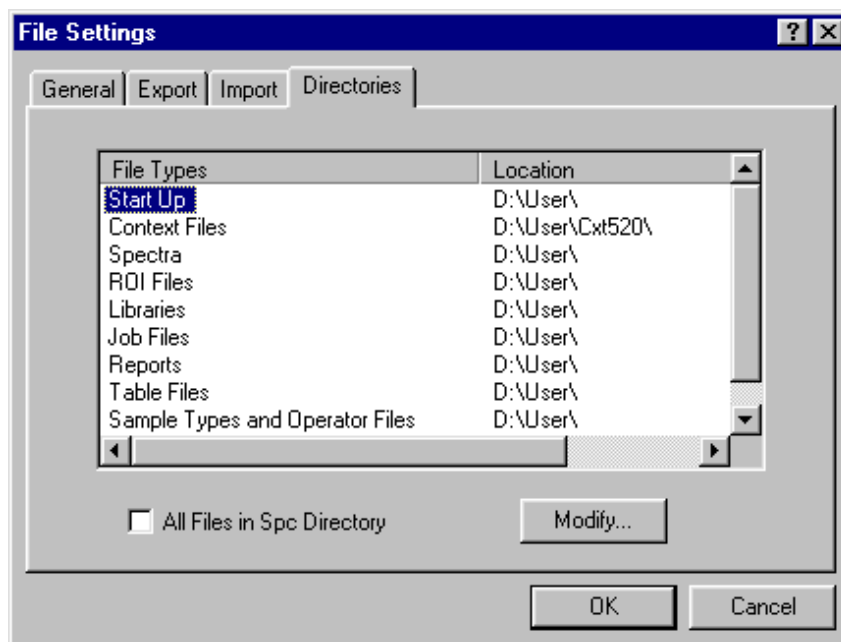 File Settings
General Export Import Directories
File Types Location
Start Up D:\User\
Context Files D:\User\Cxt520\
Spectra D:\User\
ROI Files D:\User\
Libraries D:\User\
Job Files D:\User\
Reports D:\User\
Table Files D:\User\
Sample Types and Operator Files D:\User\
All Files in Spc Directory Modify...
OK Cancel